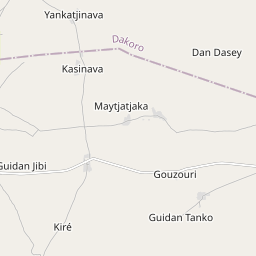 Yankatjinava
Dakoro
Dan Dasey
Kasinava
Maytjatjaka
Guidan Jibi
Gouzouri
Guidan Tanko
Kiré